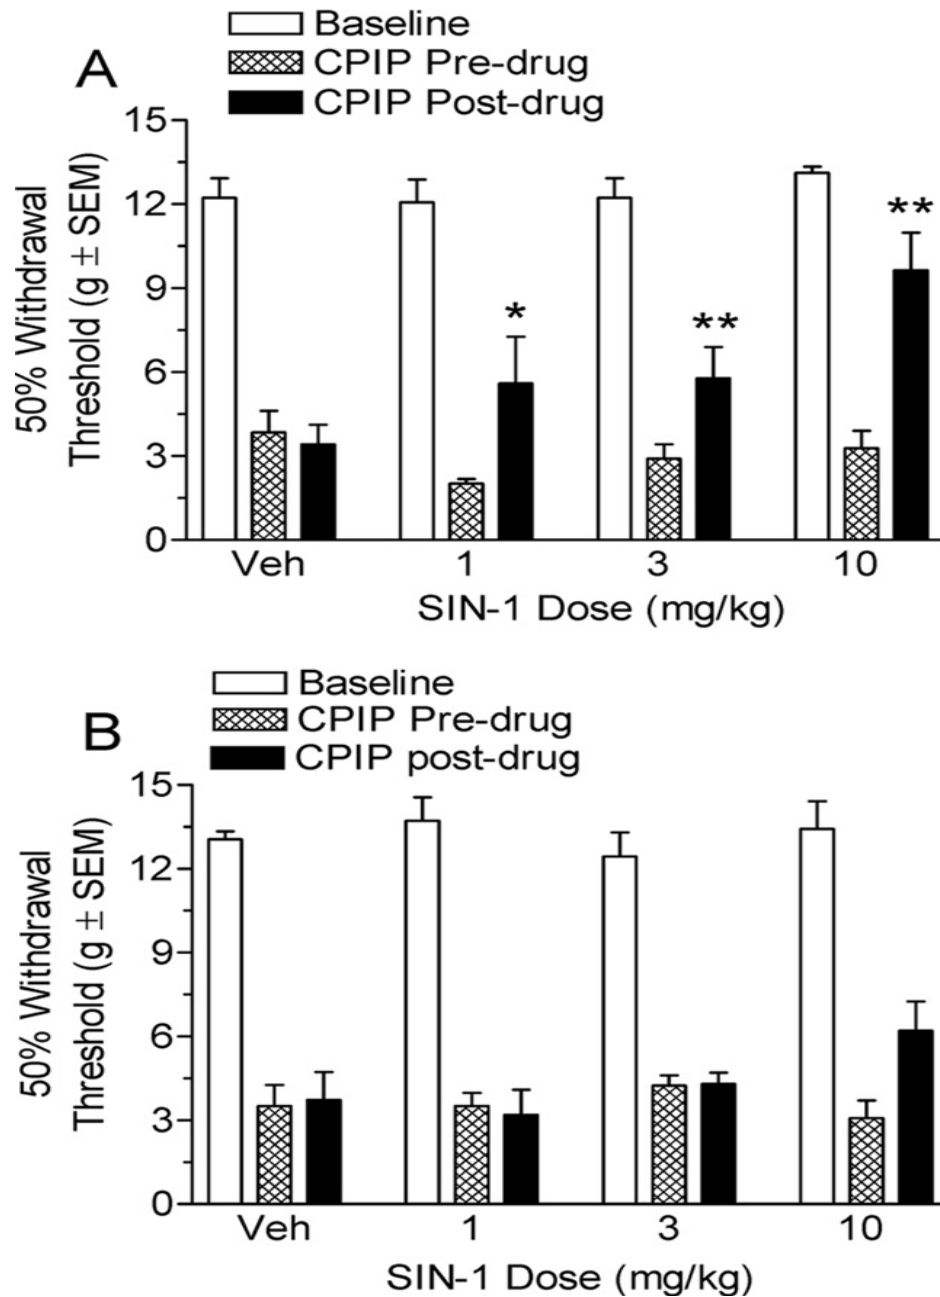 Baseline
A
CPIP Pre-drug
CPIP Post-drug
50% Withdrawal
Threshold (g ± SEM)
15
12
9
6
3
0
*
**
**
Veh
1
3
10
SIN-1 Dose (mg/kg)
Baseline
B
CPIP Pre-drug
CPIP post-drug
50% Withdrawal
Threshold (g ± SEM)
15
12
9
6
3
0
Veh
1
3
10
SIN-1 Dose (mg/kg)